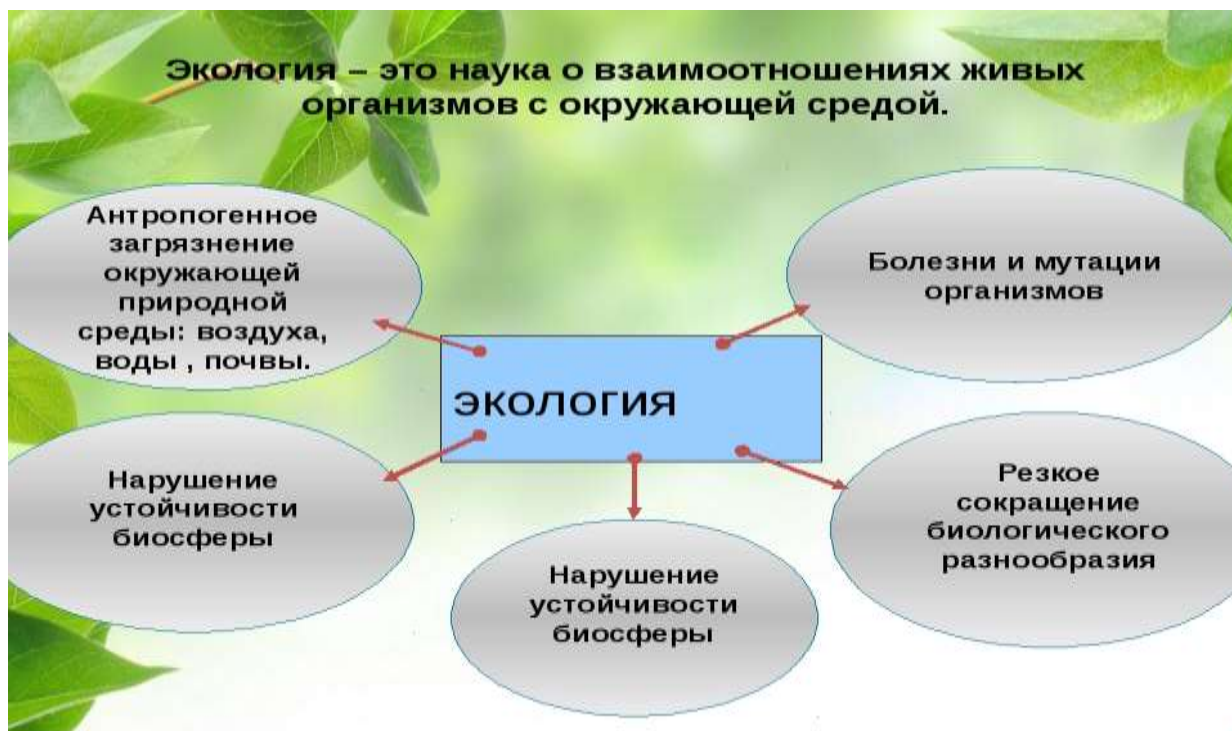 Экология – это наука о взаимоотношениях живых
организмов с окружающей средой.
Антропогенное
загрязнение
окружающей
природной
среды: воздуха,
воды , почвы.
Болезни и мутации
организмов
ЭКОЛОГИЯ
Нарушение
устойчивости
биосферы
Нарушение
устойчивости
биосферы
Резкое
сокращение
биологического
разнообразия